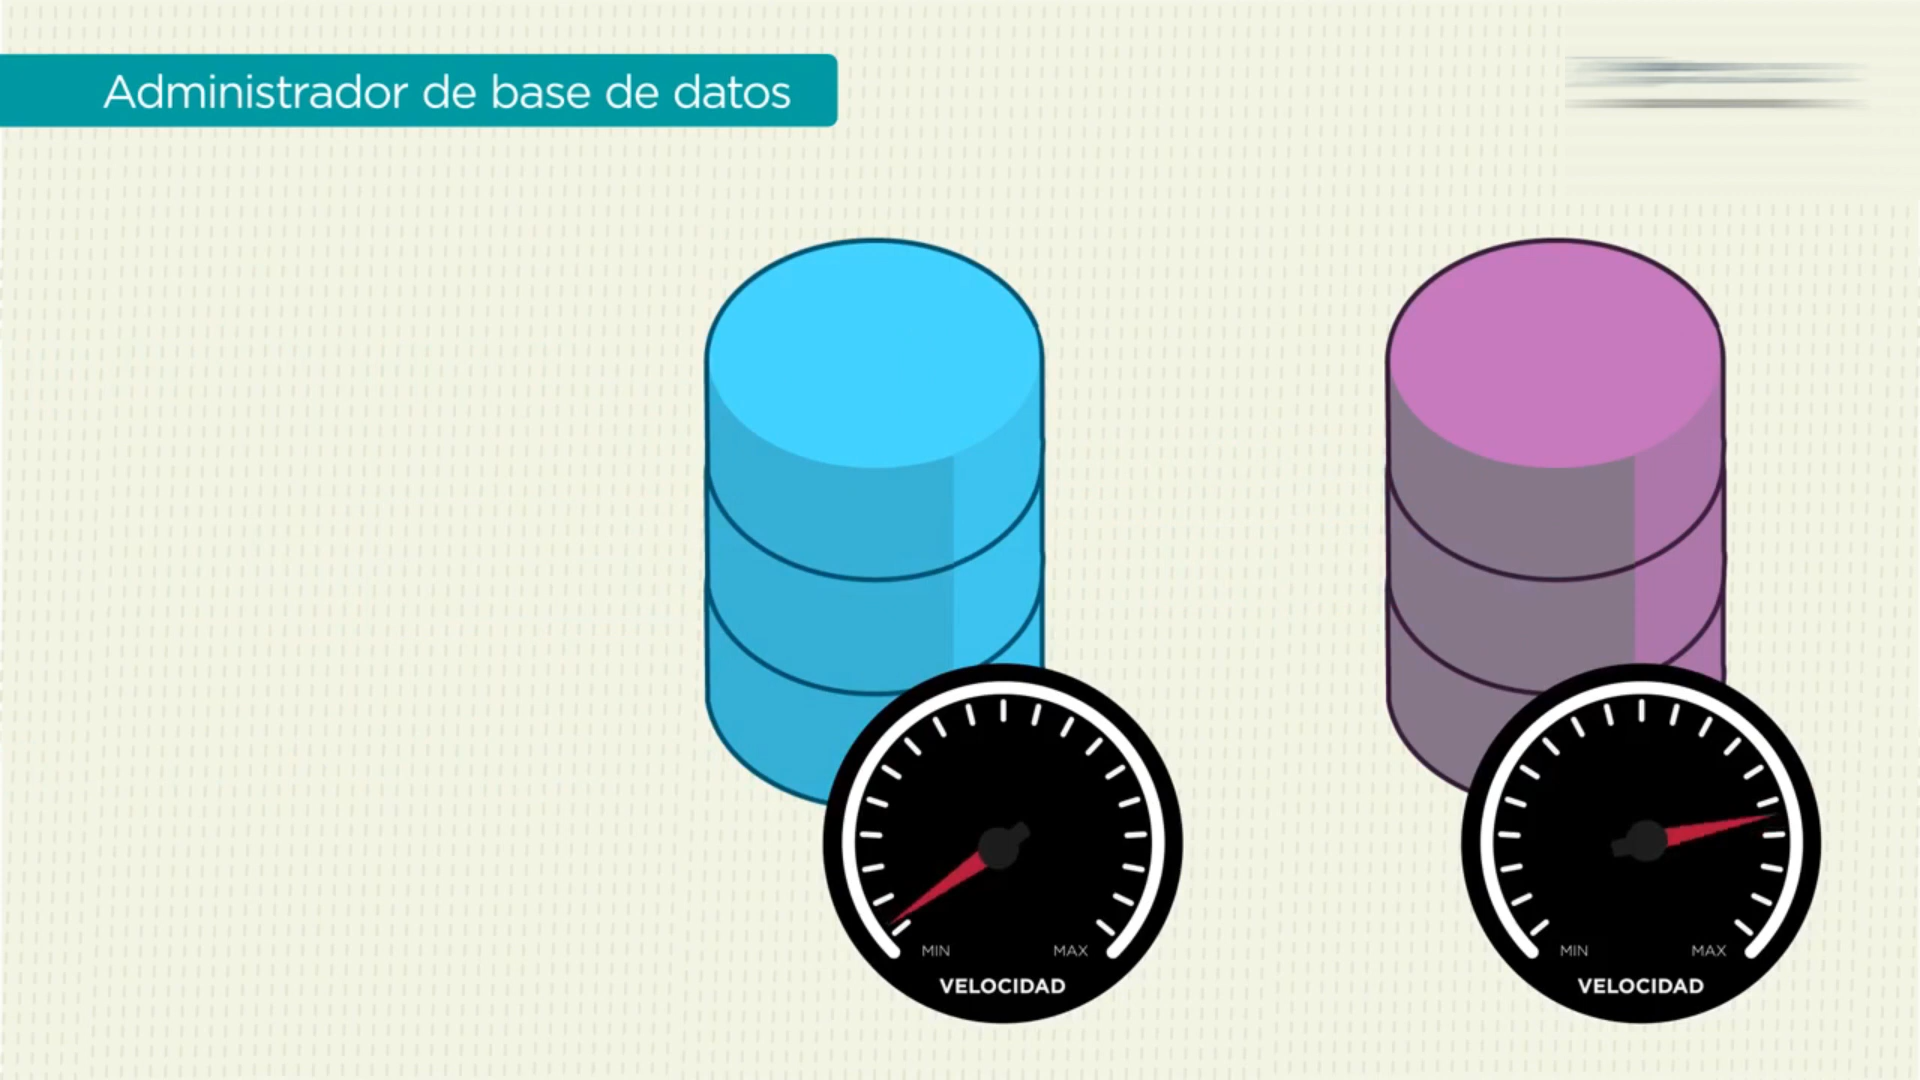 Administrador de base de datos
MIN
MAX
VELOCIDAD
MIN
MAX
VELOCIDAD